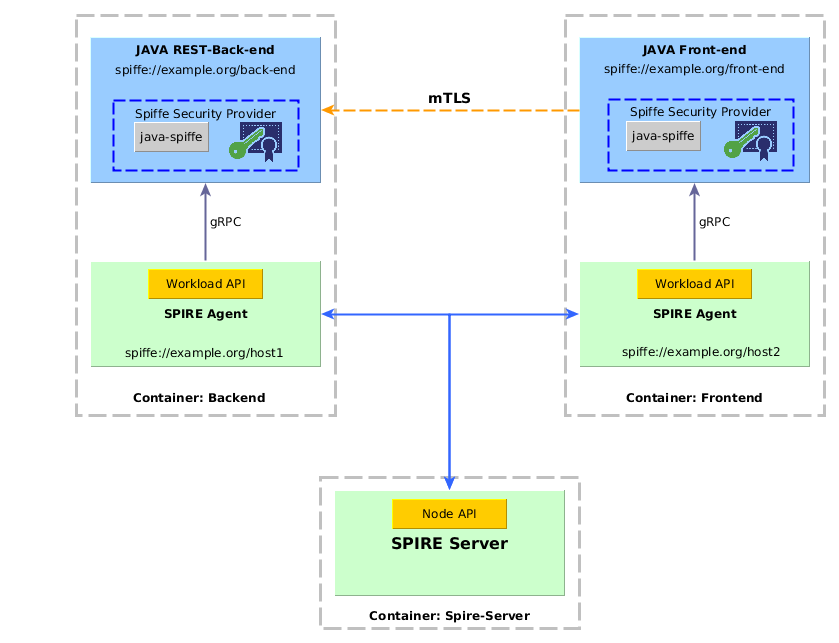 JAVA REST-Back-end
spiffe://example.org/back-end
Spiffe Security Provider
java-spiffe
gRPC
Workload API
SPIRE Agent
spiffe://example.org/host1
Container: Backend
mTLS
JAVA Front-end
spiffe://example.org/front-end
Spiffe Security Provider
java-spiffe
gRPC
Workload API
SPIRE Agent
spiffe://example.org/host2
Container: Frontend
Node API
SPIRE Server
Container: Spire-Server